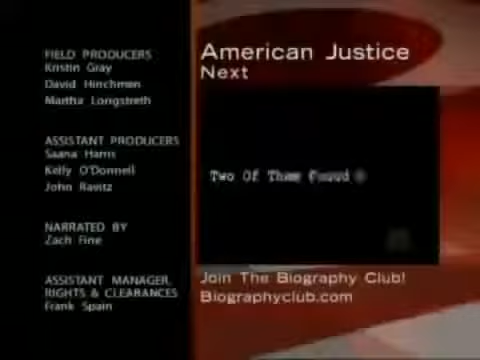 FIELD PRODUCERS
Kristin Gray
David Hinchmen
Martha Longstreth
ASSISTANT PRODUCERS
Saana Harris
Kelly O'Donnell
John Ravitz
NARRATED BY
Zach Fine
ASSISTANT MANAGER,
RIGHTS & CLEARANCES
Frank Spain
American Justice
Next
Two Of Them Found
Join The Biography Club!
Biographyclub.com